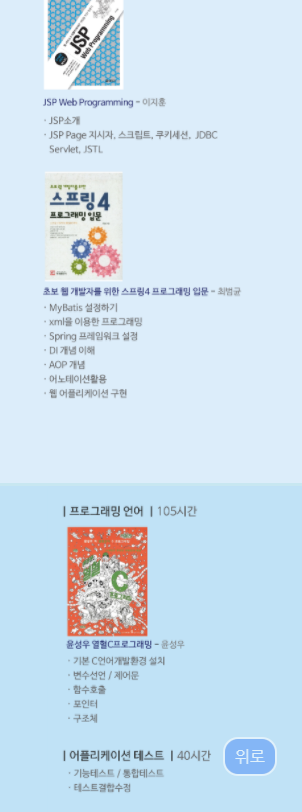 JSP
Web Programming
JSP Web Programming - 이지훈
· JSP소개
· JSP Page 지시자, 스크립트, 쿠키세션, JDBC
Servlet, JSTL
스프링4
프로그래밍 입문
초보 웹 개발자를 위한 스프링4 프로그래밍 입문 - 최범균
· MyBatis 설정하기
· xml을 이용한 프로그래밍
· Spring 프레임워크 설정
· DI 개념 이해
· AOP 개념
· 어노테이션활용
· 웹 어플리케이션 구현
| 프로그래밍 언어 | 105시간
C
윤성우 열혈C프로그래밍 - 윤성우
· 기본 C언어개발환경 설치
· 변수선언 / 제어문
· 함수호출
· 포인터
· 구조체
| 어플리케이션 테스트 | 40시간
위로
· 기능테스트 / 통합테스트
· 테스트결함수정